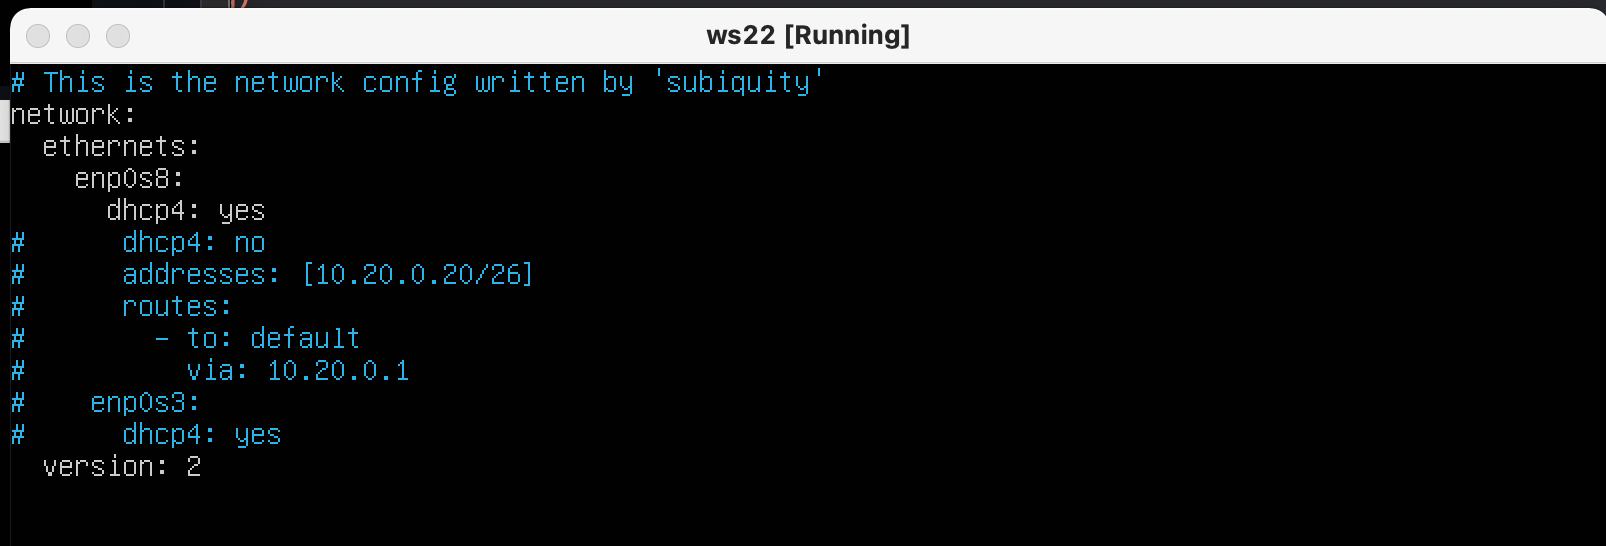 ws22 [Running]
# This is the network config written by 'subiquity'
network:
  ethernets:
    enp0s8:
      dhcp4: yes
#      dhcp4: no
#      addresses: [10.20.0.20/26]
#      routes:
#        - to: default
#          via: 10.20.0.1
#    enp0s3:
#      dhcp4: yes
  version: 2